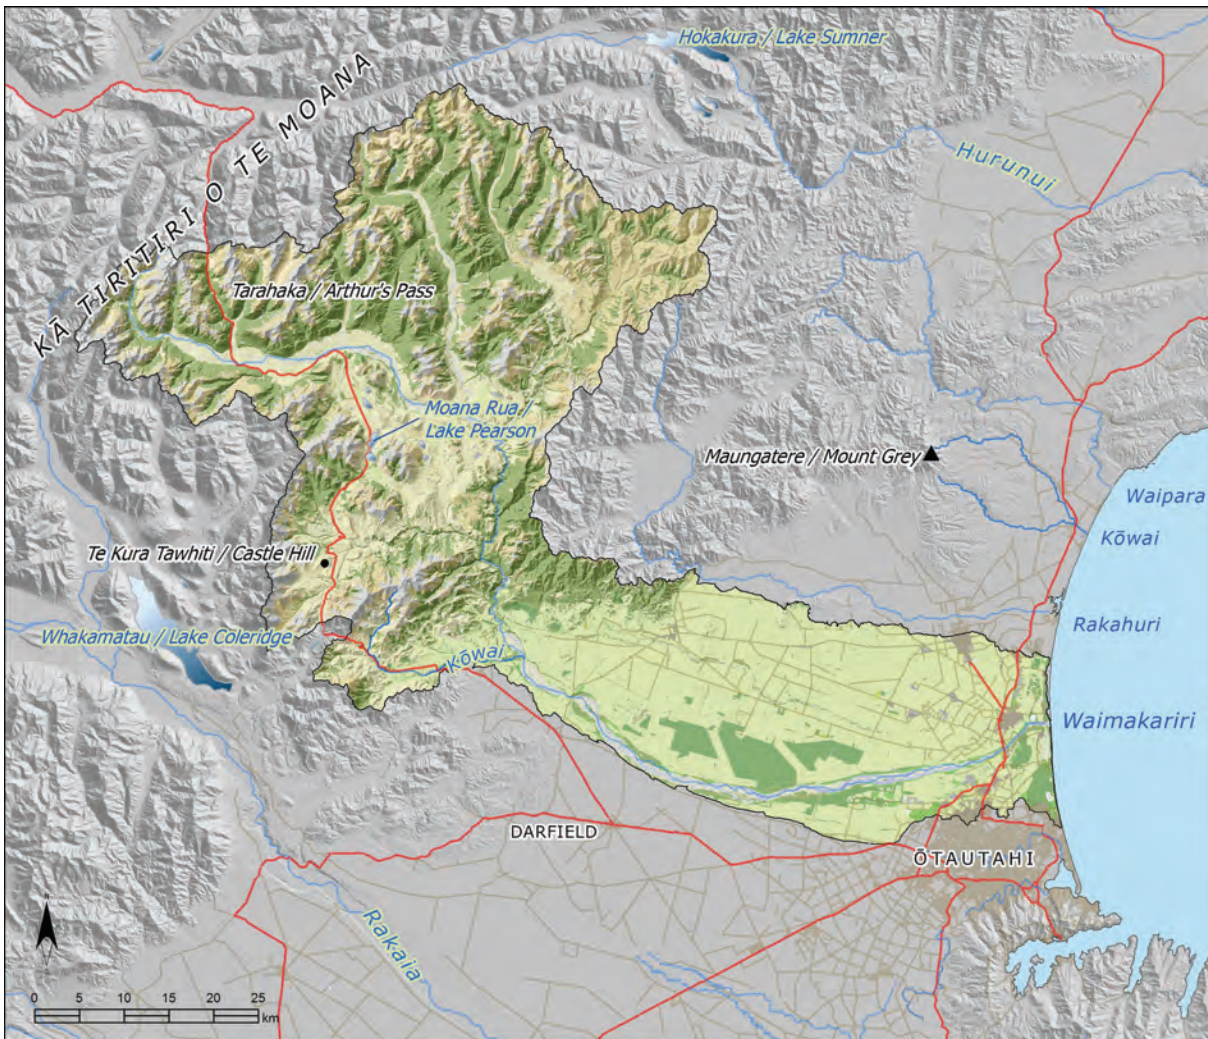 Hokakura / Lake Sumner
KĀ TIRITIRI O TE MOANA
Hurunui
Tarahaka / Arthur's Pass
Moana Rua /
Lake Pearson
Maungatere / Mount Grey
Waipara
Kōwai
Te Kura Tawhiti / Castle Hill
Rakahuri
Whakamatau / Lake Coleridge
Kōwai
Waimakariri
DARFIELD
ŌTAUTAHI
Rakaia
N
0 5 10 15 20 25
km